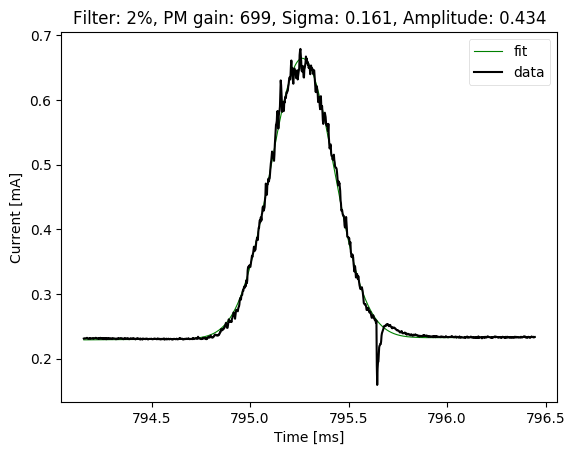 Filter: 2%, PM gain: 699, Sigma: 0.161, Amplitude: 0.434
0.7
fit
data
0.6
0.5
Current [mA]
0.4
0.3
0.2
794.5
795.0
795.5
796.0
796.5
Time [ms]